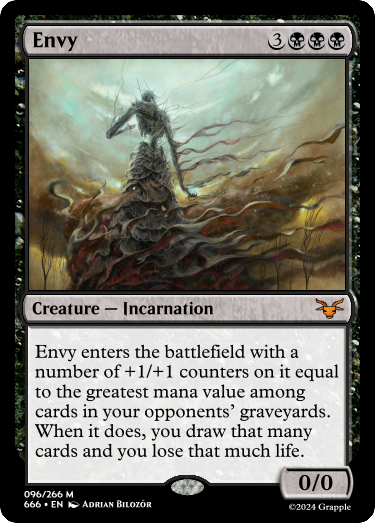 Envy 3
Creature — Incarnation
Envy enters the battlefield with a
number of +1/+1 counters on it equal
to the greatest mana value among
cards in your opponents' graveyards.
When it does, you draw that many
cards and you lose that much life.
0/0
096/266 M
666 • EN Adrian Bilozór
©2024 Grapple